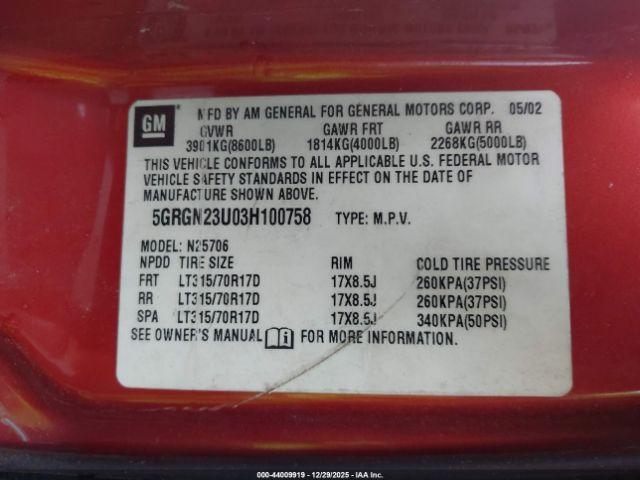 GM
MFD BY AM GENERAL FOR GENERAL MOTORS CORP. 05/02
GVWR GAWR FRT GAWR RR
3901KG(8600LB) 1814KG(4000LB) 2268KG(5000LB)
THIS VEHICLE CONFORMS TO ALL APPLICABLE U.S. FEDERAL MOTOR
VEHICLE SAFETY STANDARDS IN EFFECT ON THE DATE OF
MANUFACTURE SHOWN ABOVE.
5GRGN23U03H100758 TYPE: M.P.V.
MODEL: N25706
NPDD TIRE SIZE RIM COLD TIRE PRESSURE
FRT LT315/70R17D 17X8.5J 260KPA(37PSI)
RR LT315/70R17D 17X8.5J 260KPA(37PSI)
SPA LT315/70R17D 17X8.5J 340KPA(50PSI)
SEE OWNER'S MANUAL FOR MORE INFORMATION.
000-44009919 - 12/29/2025 - IAA, Inc.